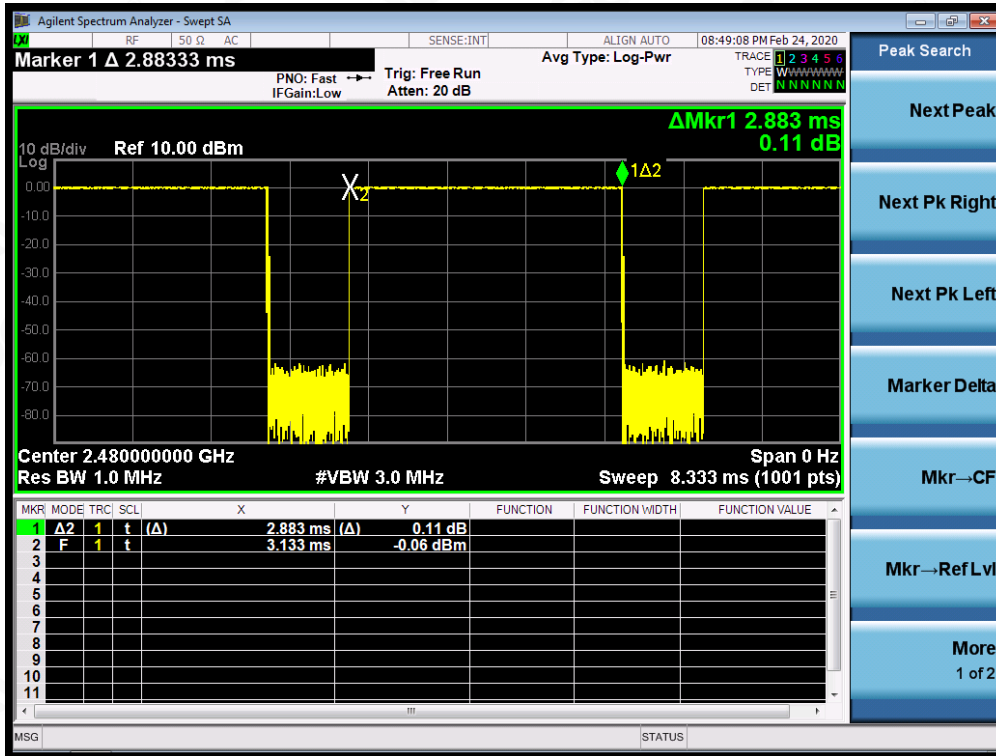 Agilent Spectrum Analyzer - Swept SA
LXI RF 50 Ω AC SENSE:INT ALIGN AUTO 08:49:08 PM Feb 24, 2020
Marker 1 Δ 2.88333 ms
PNO: Fast
IFGain:Low
Trig: Free Run
Atten: 20 dB
Avg Type: Log-Pwr
TRACE 1 2 3 4 5 6
TYPE WWWWWW
DET N N N N N N
Peak Search
Next Peak
Next Pk Right
Next Pk Left
Marker Delta
Mkr→CF
Mkr→Ref Lvl
More
1 of 2
ΔMkr1 2.883 ms
0.11 dB
10 dB/div Ref 10.00 dBm
Log
0.00
-10.0
-20.0
-30.0
-40.0
-50.0
-60.0
-70.0
-80.0
X2
1Δ2
Center 2.480000000 GHz Span 0 Hz
Res BW 1.0 MHz #VBW 3.0 MHz Sweep 8.333 ms (1001 pts)
MKR MODE TRC SCL X Y FUNCTION FUNCTION WIDTH FUNCTION VALUE
1 Δ2 1 t (Δ) 2.883 ms (Δ) 0.11 dB
2 F 1 t 3.133 ms -0.06 dBm
3
4
5
6
7
8
9
10
11
MSG STATUS